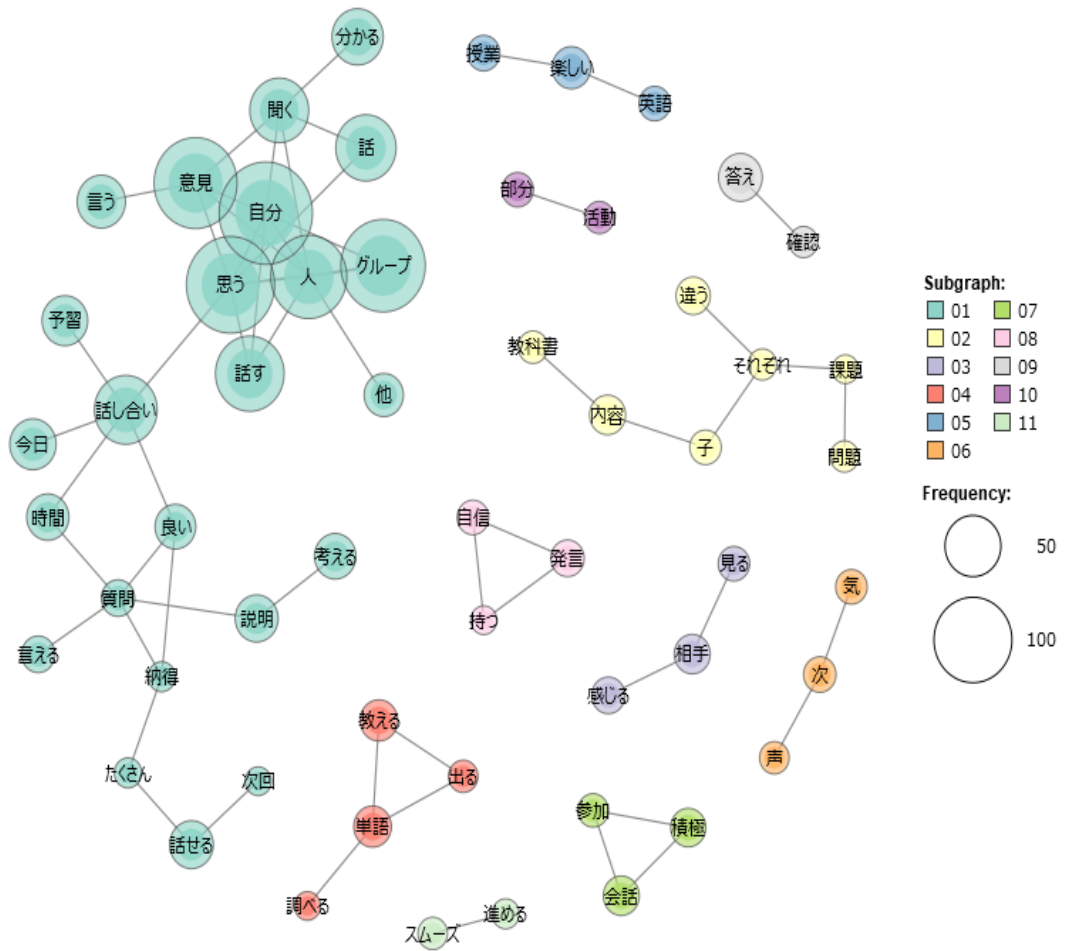 分かる
授業
楽しい
英語
聞く
話
意見
言う
自分
答え
部分
活動
確認
グループ
思う
人
予習
違う
教科書
それぞれ
課題
話す
他
話し合い
今日
内容
子
問題
時間
良い
自信
発言
持つ
考える
見る
気
質問
説明
言える
納得
相手
次
感じる
教える
たくさん
次回
出る
声
話せる
単語
参加
積極
会話
調べる
スムーズ
進める
Subgraph:
01 07
02 08
03 09
04 10
05 11
06
Frequency:
50
100